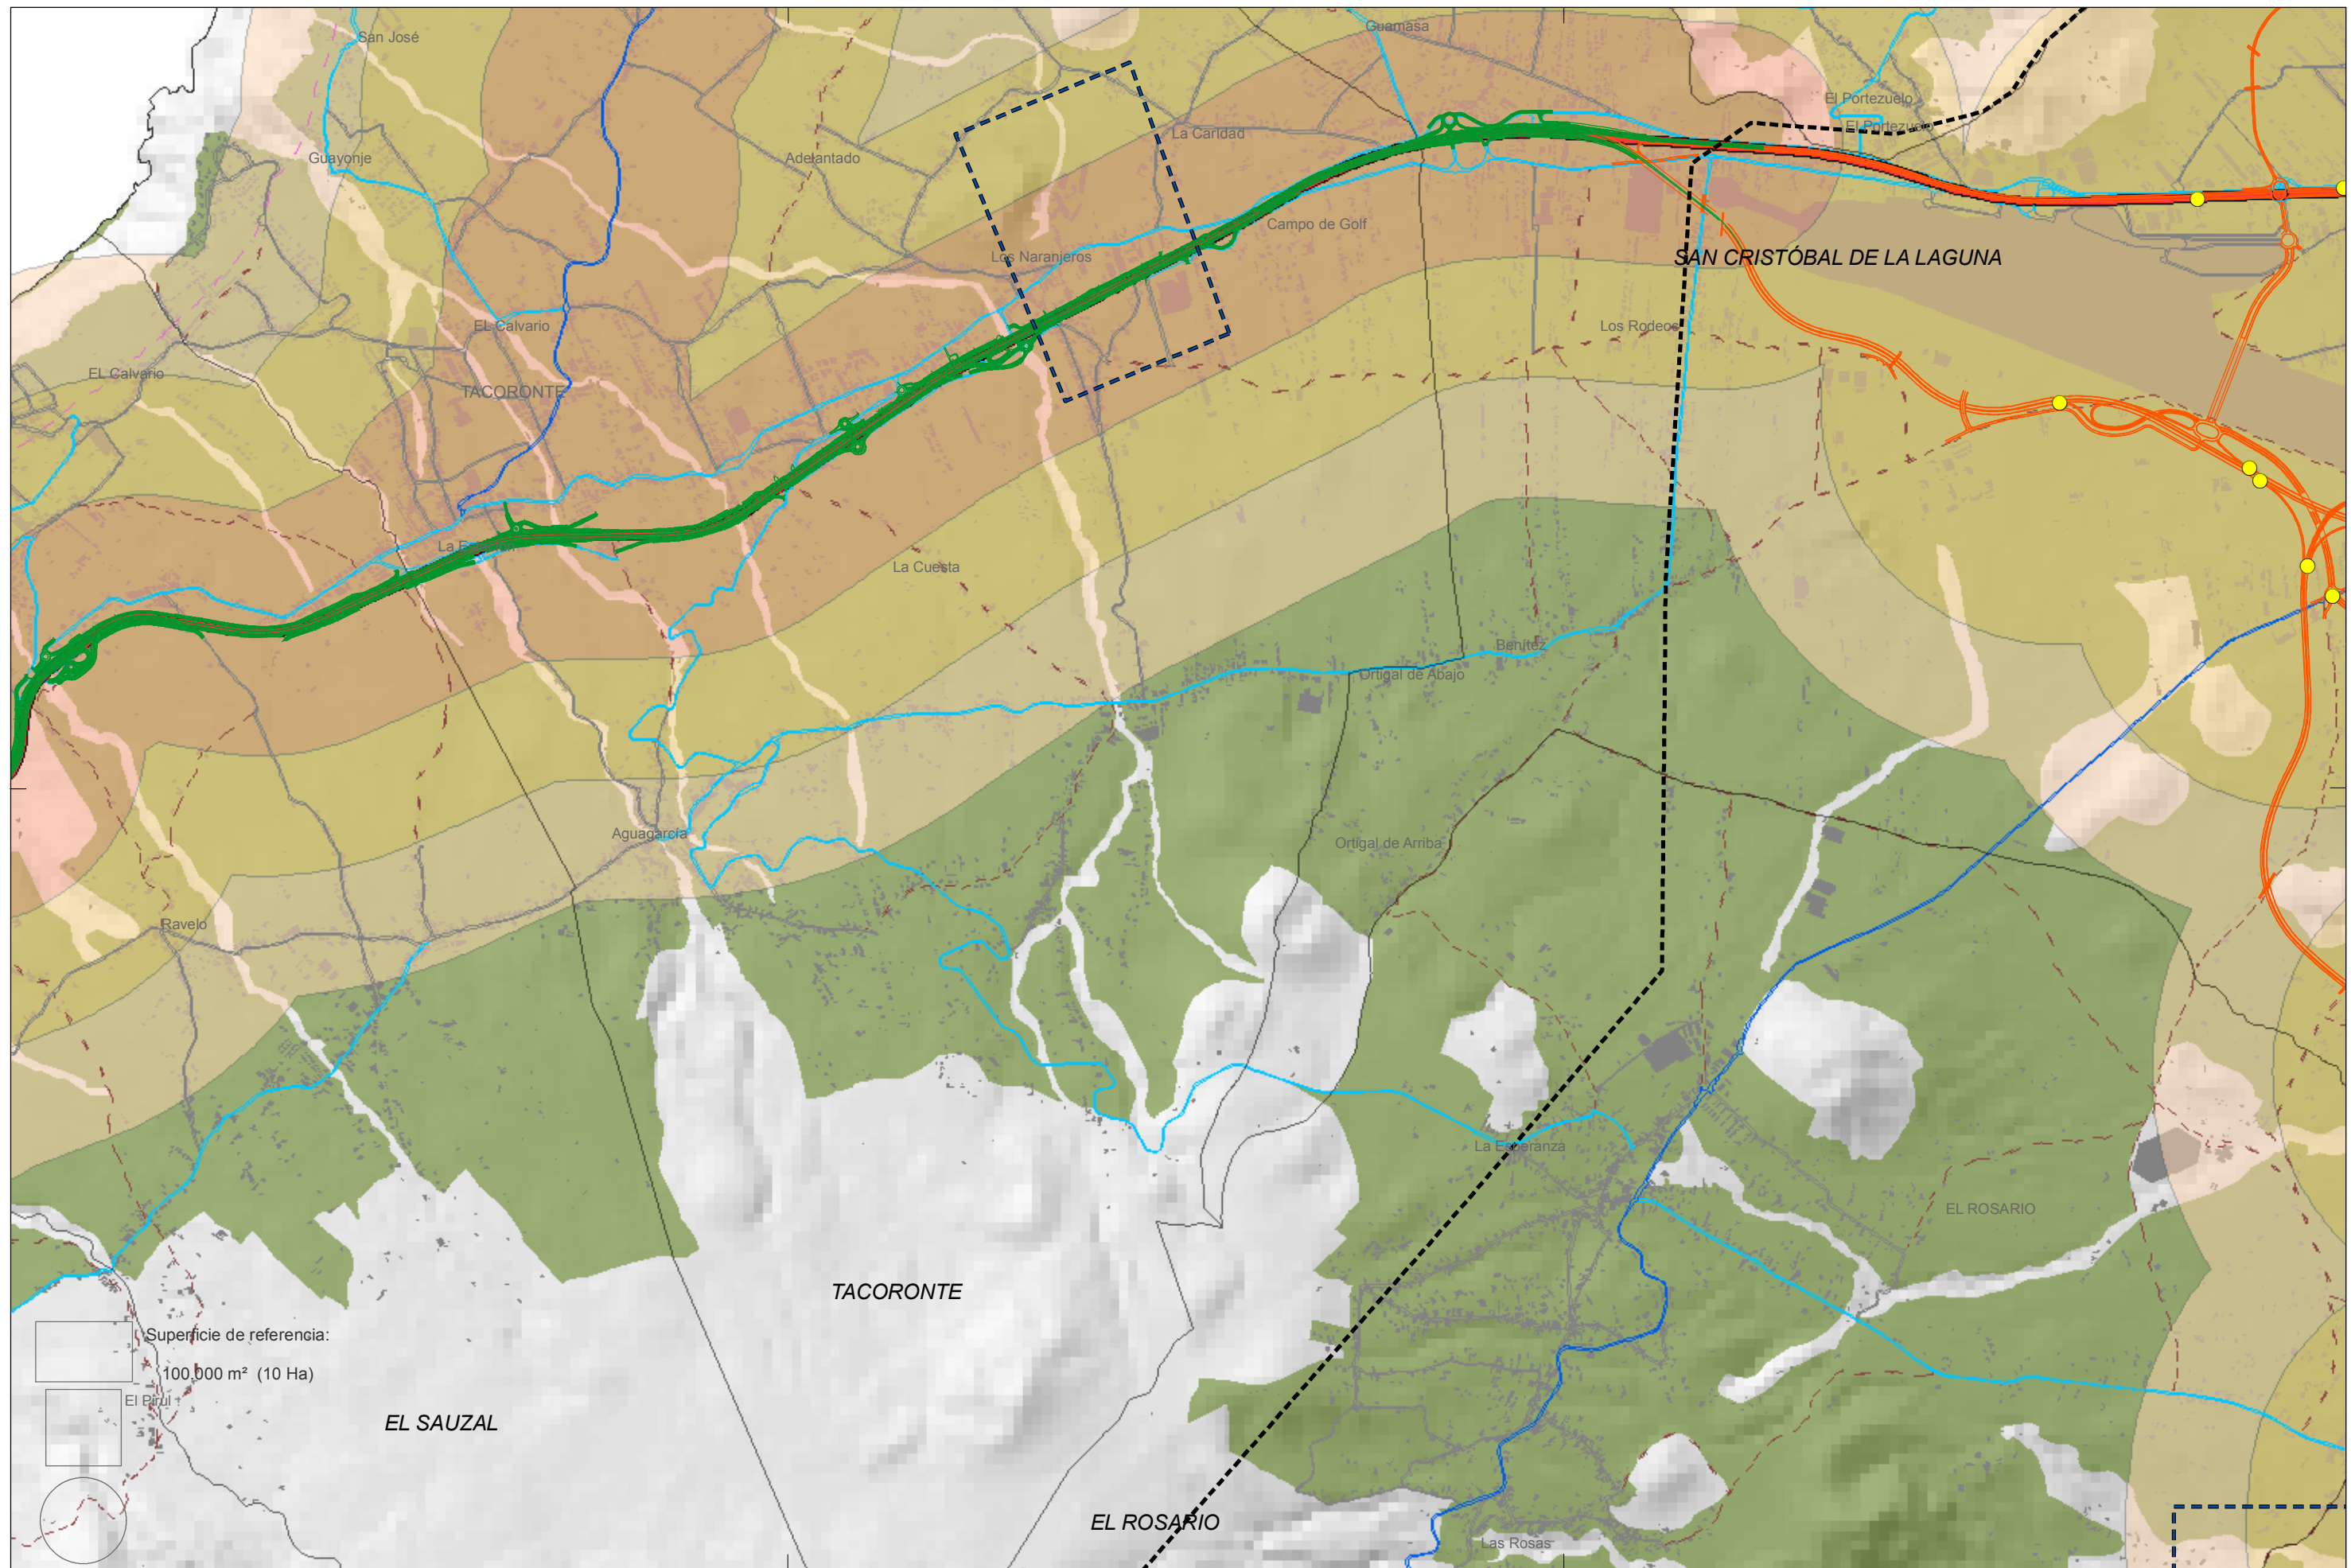 Guamasa
San José
El Portezuelo
El Portezuelo
La Caridad
Guayonje
Adelantado
Campo de Golf
Los Naranjeros
SAN CRISTÓBAL DE LA LAGUNA
EL Calvario
Los Rodeos
EL Calvario
TACORONTE
La Cuesta
Benítez
Ortigal de Abajo
Aguagarcía
Ortigal de Arriba
Ravelo
La Esperanza
EL ROSARIO
TACORONTE
Superficie de referencia:
100.000 m² (10 Ha)
El Pirul
EL SAUZAL
EL ROSARIO
Las Rosas